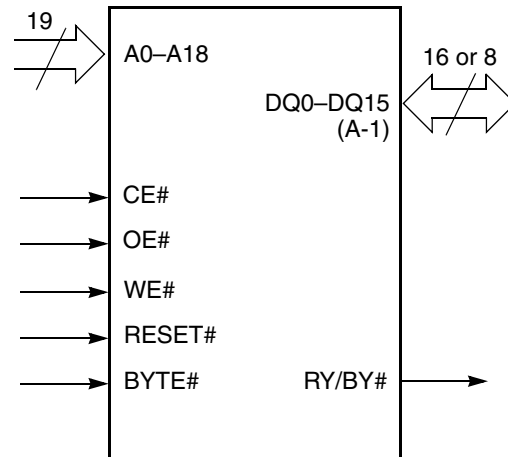 19
A0–A18
16 or 8
DQ0–DQ15
(A-1)
CE#
OE#
WE#
RESET#
BYTE#
RY/BY#